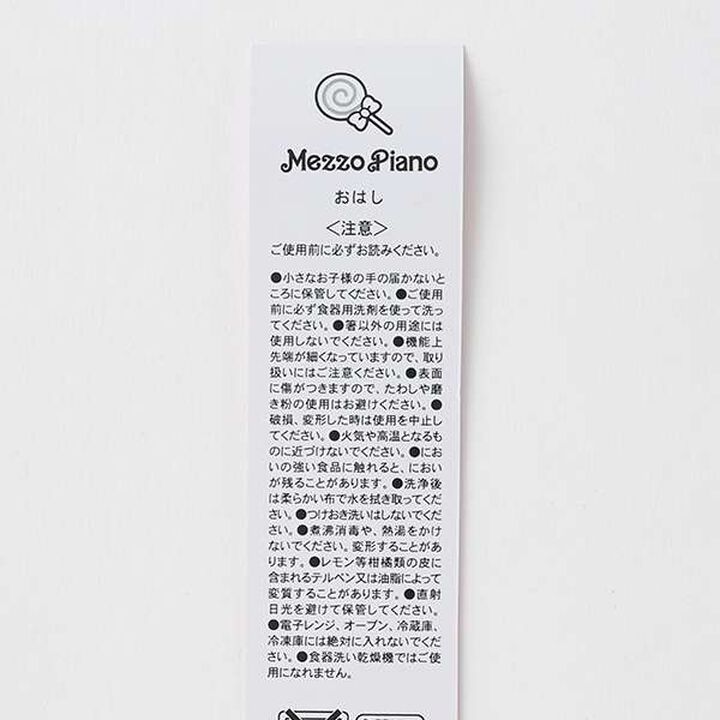 Mezzo Piano
おはし
＜注意＞
ご使用前に必ずお読みください。
●小さなお子様の手の届かないと
ころに保管してください。●ご使用
前に必ず食器用洗剤を使って洗っ
てください。●箸以外の用途には
使用しないでください。●機能上
先端が細くなっていますので、取り
扱いにはご注意ください。●表面
に傷がつきますので、たわしや磨
き粉の使用はお避けください。●
破損、変形した時は使用を中止し
てください。●火気や高温となるも
のに近づけないでください。●にお
いの強い食品に触れると、におい
が残ることがあります。●洗浄後
は柔らかい布で水を拭き取ってくだ
さい。●つけおき洗いはしないでくだ
さい。●煮沸消毒や、熱湯をかけ
ないでください。変形することがあ
ります。●レモン等柑橘類の皮に
含まれるテルペン又は油脂によって
変質することがあります。●直射
日光を避けて保管してください。
●電子レンジ、オーブン、冷蔵庫、
冷凍庫には絶対に入れないでくだ
さい。●食器洗い乾燥機ではご使
用になれません。